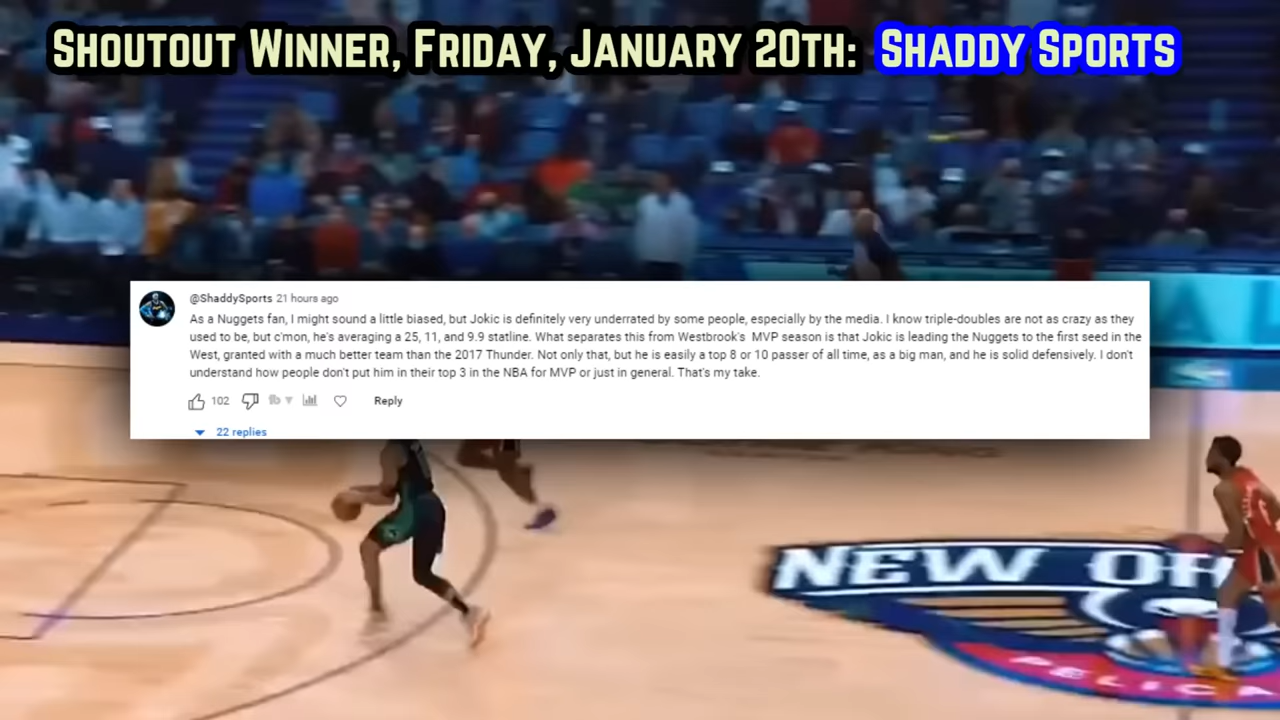 Shoutout Winner, Friday, January 20th: Shaddy Sports
@ShaddySports 21 hours ago
As a Nuggets fan, I might sound a little biased, but Jokic is definitely very underrated by some people, especially by the media. I know triple-doubles are not as crazy as they
used to be, but c'mon, he's averaging a 25, 11, and 9.9 statline. What separates this from Westbrook's MVP season is that Jokic is leading the Nuggets to the first seed in the
West, granted with a much better team than the 2017 Thunder. Not only that, but he is easily a top 8 or 10 passer of all time, as a big man, and he is solid defensively. I don't
understand how people don't put him in their top 3 in the NBA for MVP or just in general. That's my take.
102 Reply
22 replies
NEW OR
PELICA